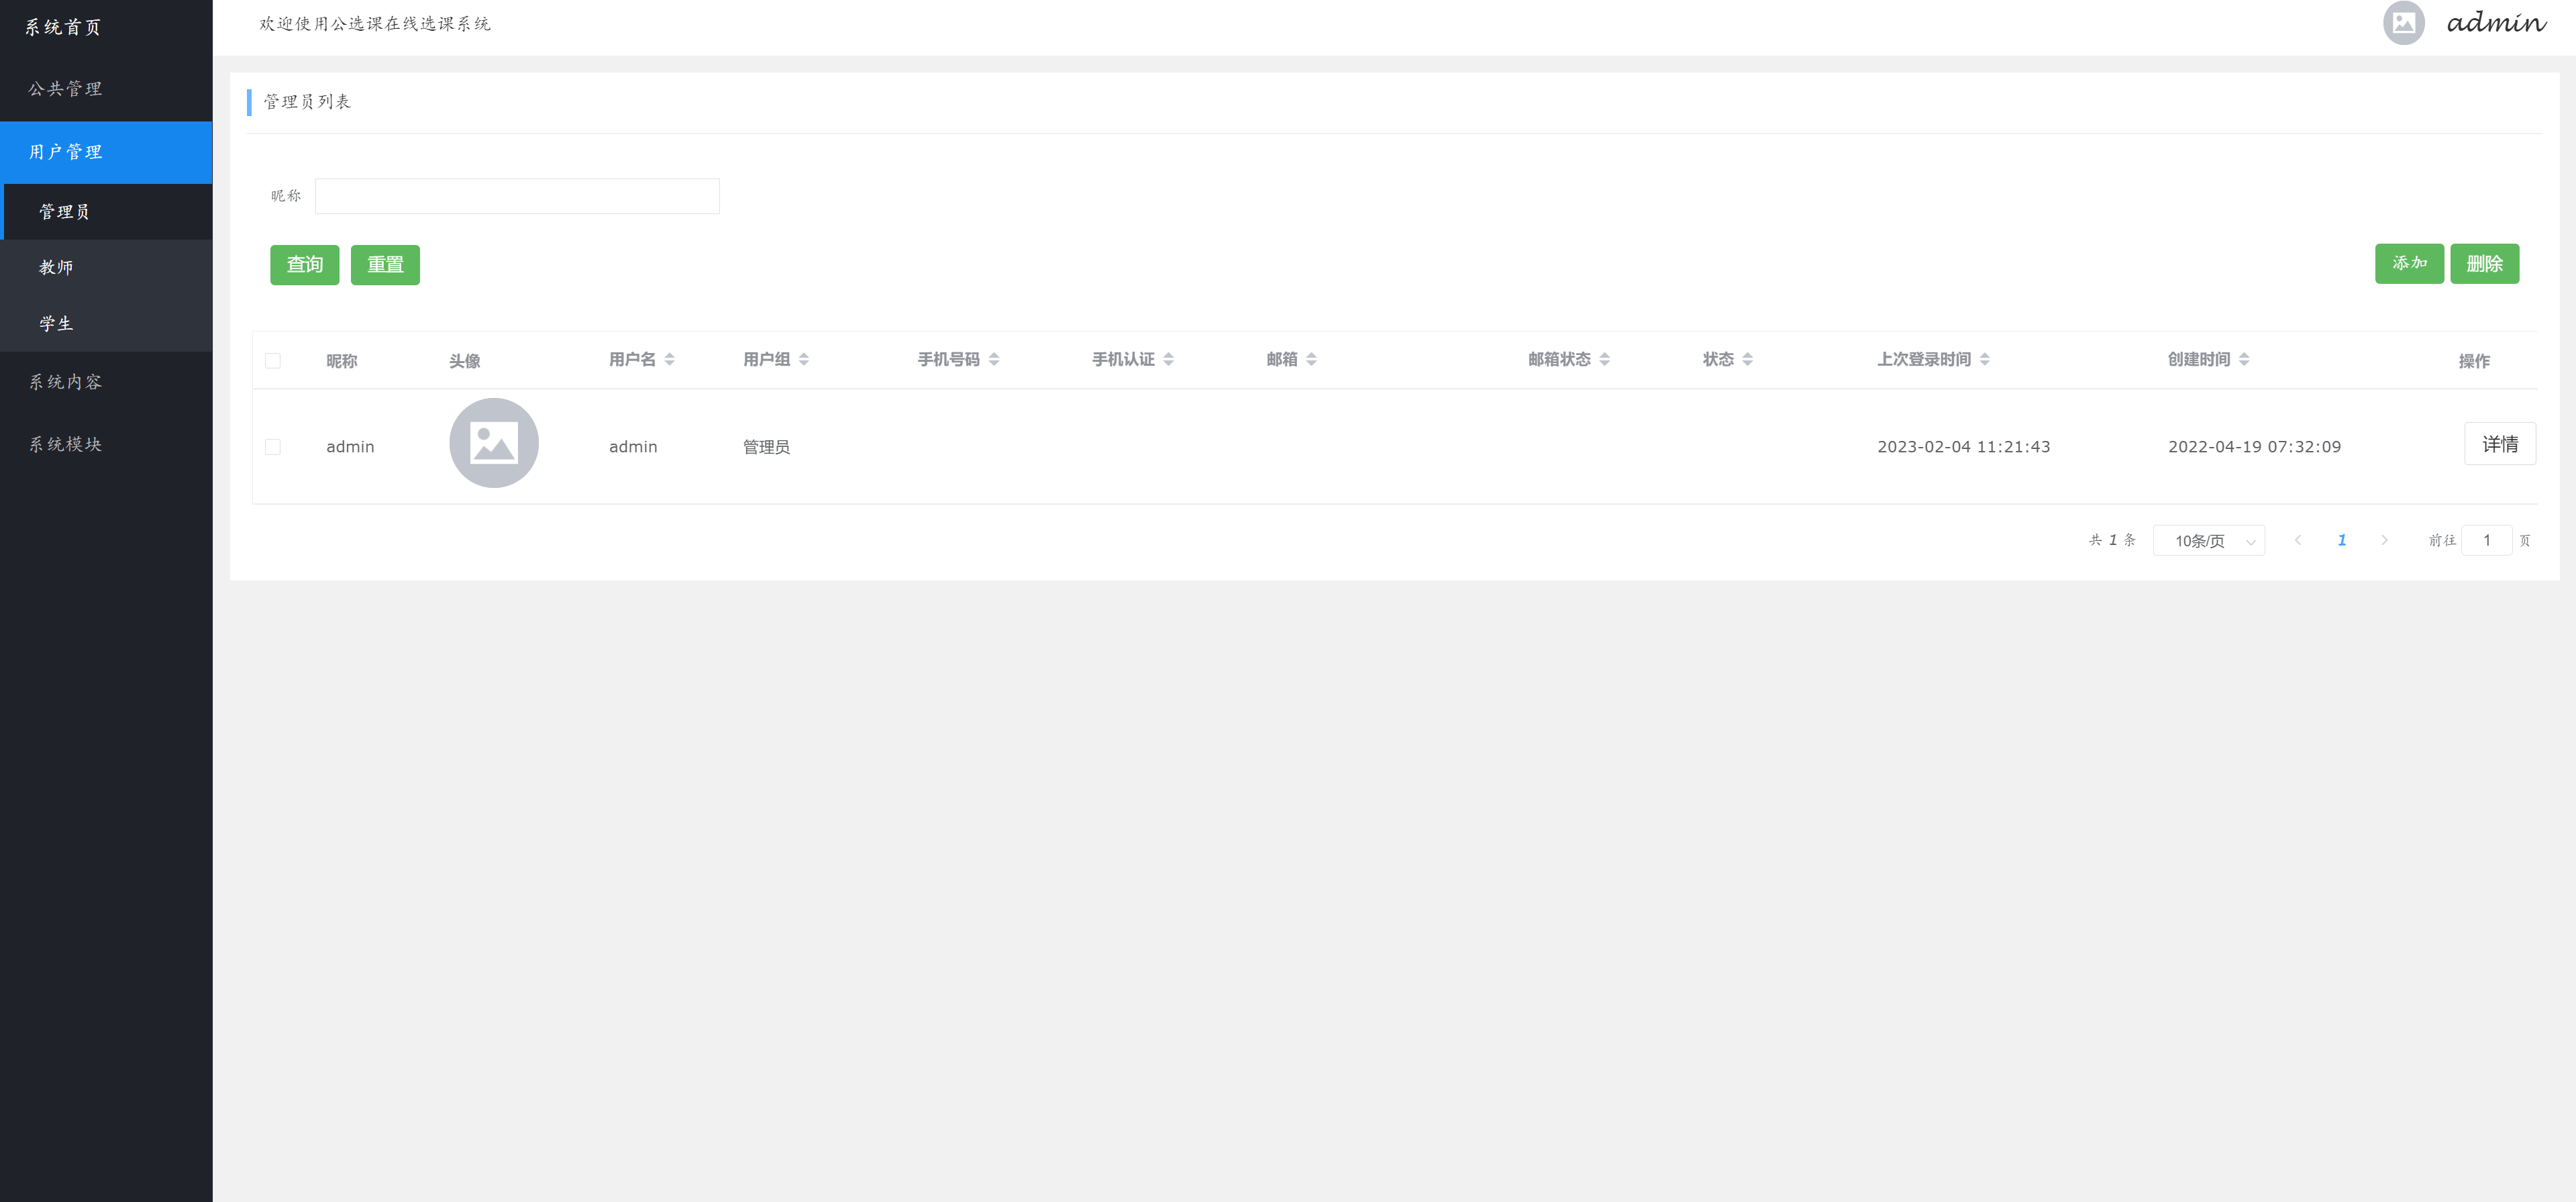 系统首页
公共管理
用户管理
管理员
教师
学生
系统内容
系统模块
欢迎使用公选课在线选课系统
admin
管理员列表
昵称
查询 重置
添加 删除
昵称 头像 用户名 用户组 手机号码 手机认证 邮箱 邮箱状态 状态 上次登录时间 创建时间 操作
admin admin 管理员 2023-02-04 11:21:43 2022-04-19 07:32:09 详情
共 1 条 10条/页 1 前往 1 页